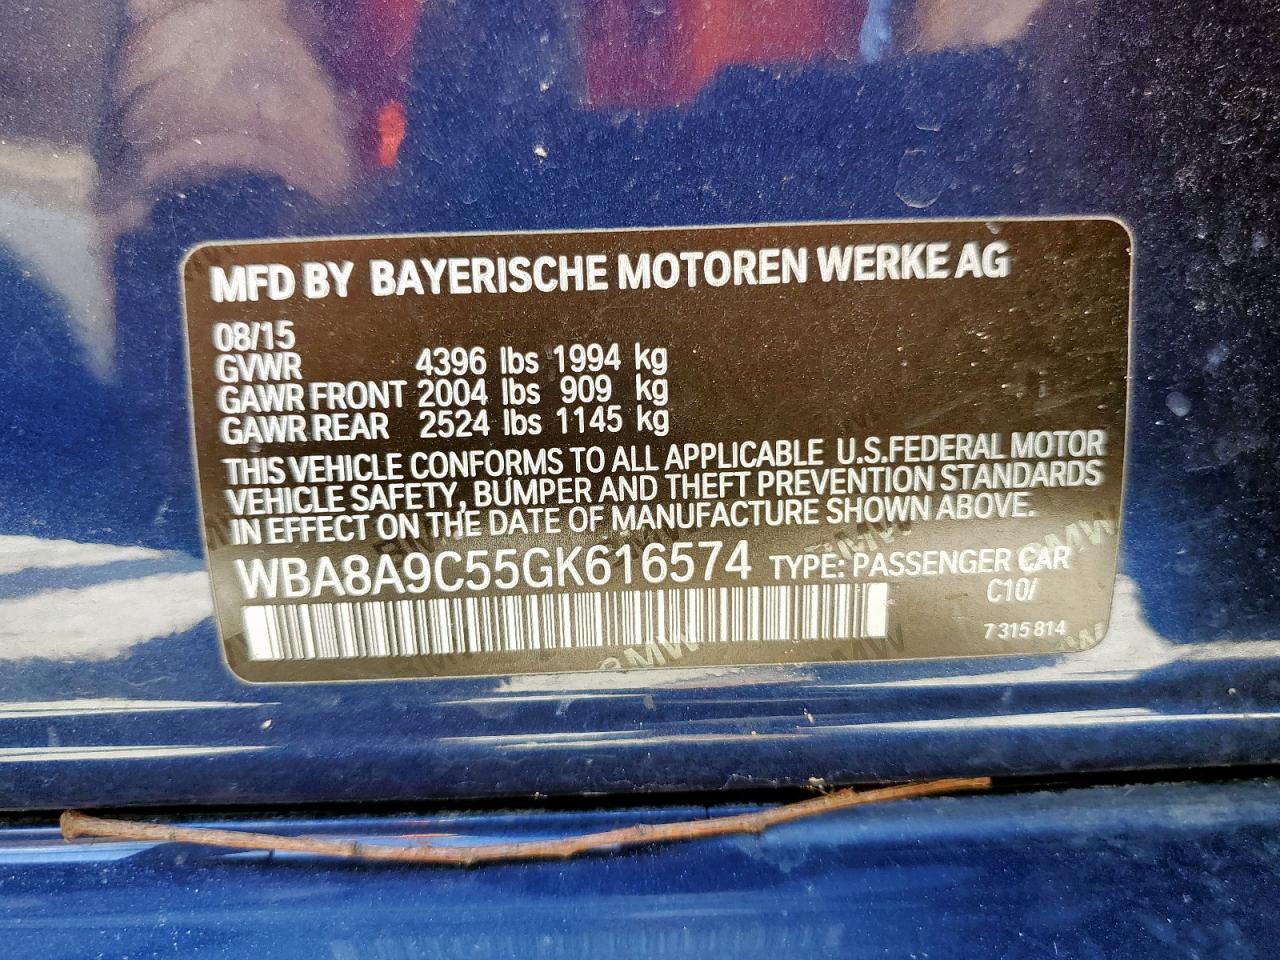 MFD BY BAYERISCHE MOTOREN WERKE AG
08/15
GVWR 4396 lbs 1994 kg
GAWR FRONT 2004 lbs 909 kg
GAWR REAR 2524 lbs 1145 kg
THIS VEHICLE CONFORMS TO ALL APPLICABLE U.S.FEDERAL MOTOR
VEHICLE SAFETY, BUMPER AND THEFT PREVENTION STANDARDS
IN EFFECT ON THE DATE OF MANUFACTURE SHOWN ABOVE.
WBA8A9C55GK616574 TYPE: PASSENGER CAR
C10/
7 315 814